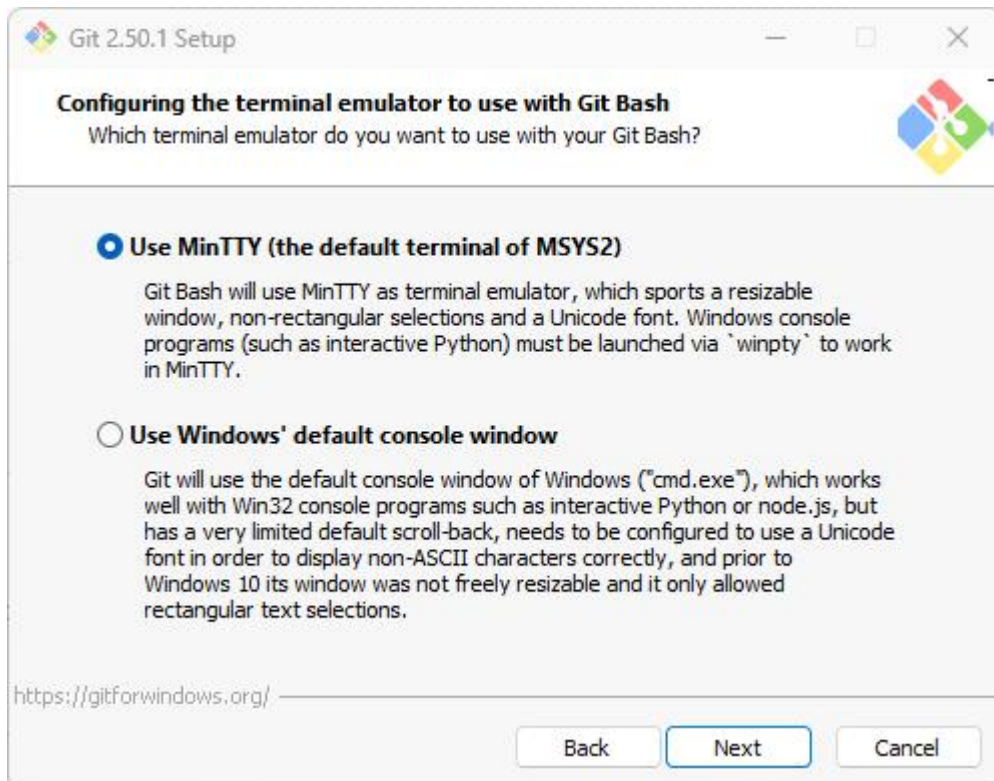 Git 2.50.1 Setup
Configuring the terminal emulator to use with Git Bash
Which terminal emulator do you want to use with your Git Bash?
Use MinTTY (the default terminal of MSYS2)
Git Bash will use MinTTY as terminal emulator, which sports a resizable
window, non-rectangular selections and a Unicode font. Windows console
programs (such as interactive Python) must be launched via `winpty` to work
in MinTTY.
Use Windows' default console window
Git will use the default console window of Windows ("cmd.exe"), which works
well with Win32 console programs such as interactive Python or node.js, but
has a very limited default scroll-back, needs to be configured to use a Unicode
font in order to display non-ASCII characters correctly, and prior to
Windows 10 its window was not freely resizable and it only allowed
rectangular text selections.
https://gitforwindows.org/
Back Next Cancel